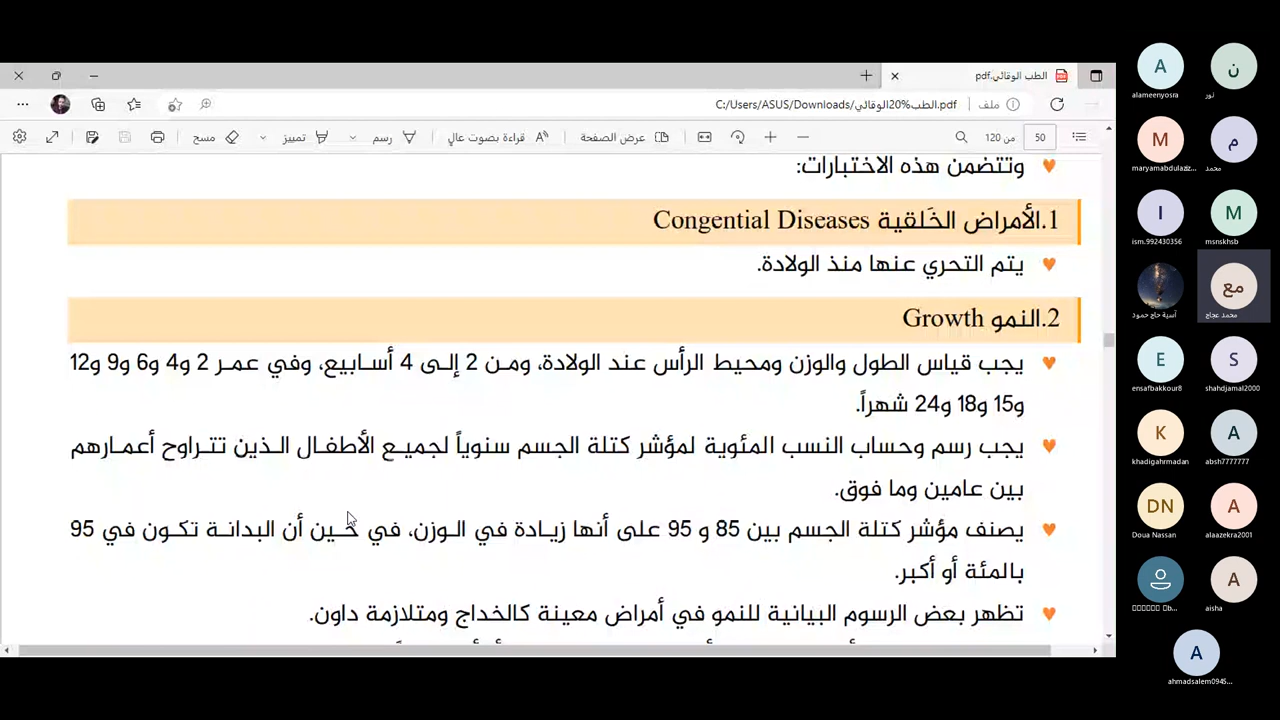 الطب الوقائي.pdf
ملف
C:/Users/ASUS/Downloads/الطب%20الوقائي.pdf
50
من 120
عرض الصفحة
قراءة بصوت عالٍ
رسم
تمييز
مسح
وتتضمن هذه الاختبارات:
1.الأمراض الخَلقية Congential Diseases
يتم التحري عنها منذ الولادة.
2.النمو Growth
يجب قياس الطول والوزن ومحيط الرأس عند الولادة، ومن 2 إلى 4 أسابيع، وفي عمر 2 و4 و6 و9 و12
و15 و18 و24 شهراً.
يجب رسم وحساب النسب المئوية لمؤشر كتلة الجسم سنوياً لجميع الأطفال الذين تتراوح أعمارهم
بين عامين وما فوق.
يصنف مؤشر كتلة الجسم بين 85 و 95 على أنها زيادة في الوزن، في حين أن البدانة تكون في 95
بالمئة أو أكبر.
تظهر بعض الرسوم البيانية للنمو في أمراض معينة كالخداج ومتلازمة داون.
A
alameenyosra
ن
نور
M
maryamabdulaziz...
م
محمد
I
ism.992430356
M
msnskhsb
آسية حاج حمود
مع
محمد عجاج
E
ensafbakkour8
S
shahdjamal2000
K
khadigahrmadan
A
absh7777777
DN
Doua Nassan
A
alaazekra2001
A
aisha
A
ahmadsalem0945...